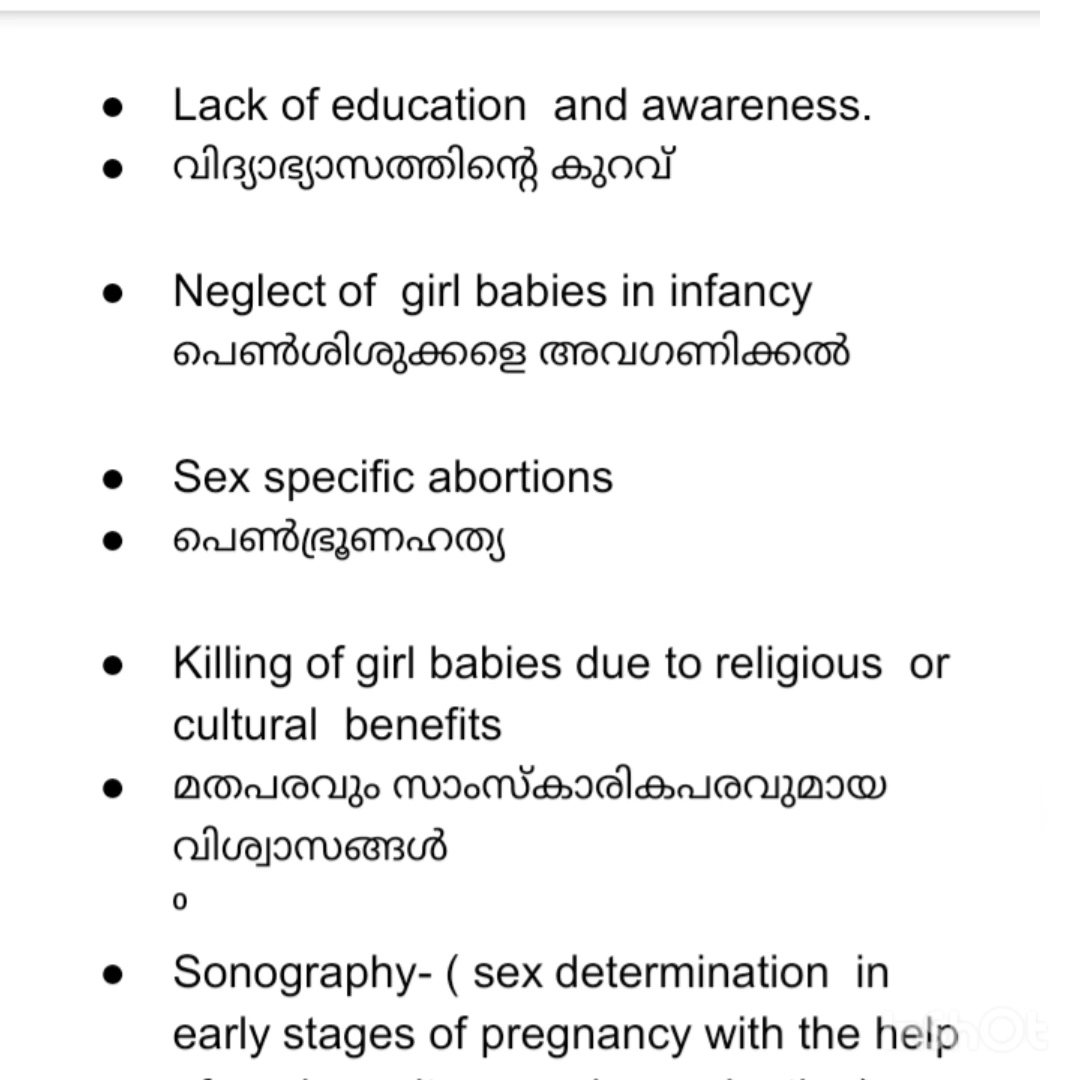 ● Lack of education and awareness.
● വിദ്യാഭ്യാസത്തിന്റെ കുറവ്
● Neglect of girl babies in infancy
പെൺശിശുക്കളെ അവഗണിക്കൽ
● Sex specific abortions
● പെൺഭ്രൂണഹത്യ
● Killing of girl babies due to religious or
cultural benefits
● മതപരവും സാംസ്കാരികപരവുമായ
വിശ്വാസങ്ങൾ
o
● Sonography- ( sex determination in
early stages of pregnancy with the help